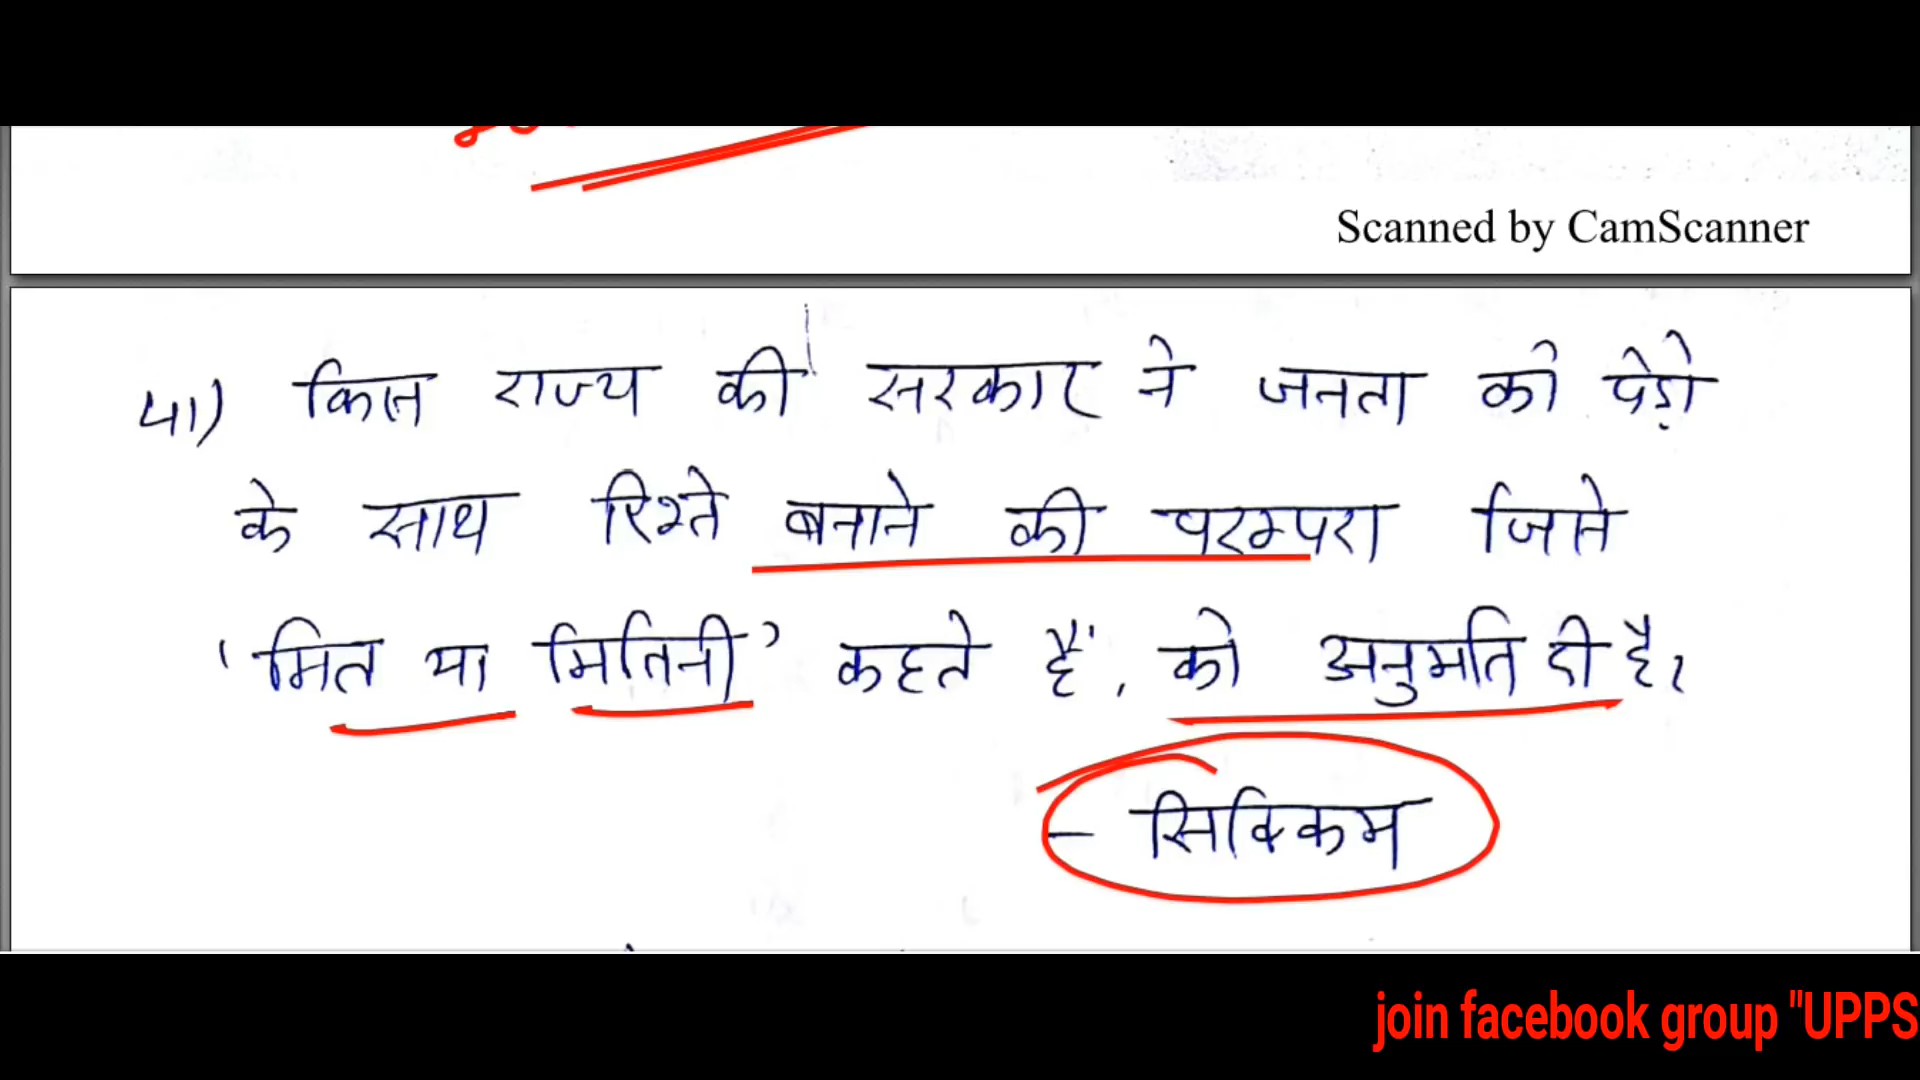 Scanned by CamScanner
41) किस राज्य की सरकार ने जनता को पेड़ो
के साथ रिश्ते बनाने की परम्परा जिसे
'मित या मितिनी' कहते हैं, को अनुमति दी है,
- सिक्किम
join facebook group "UPPS